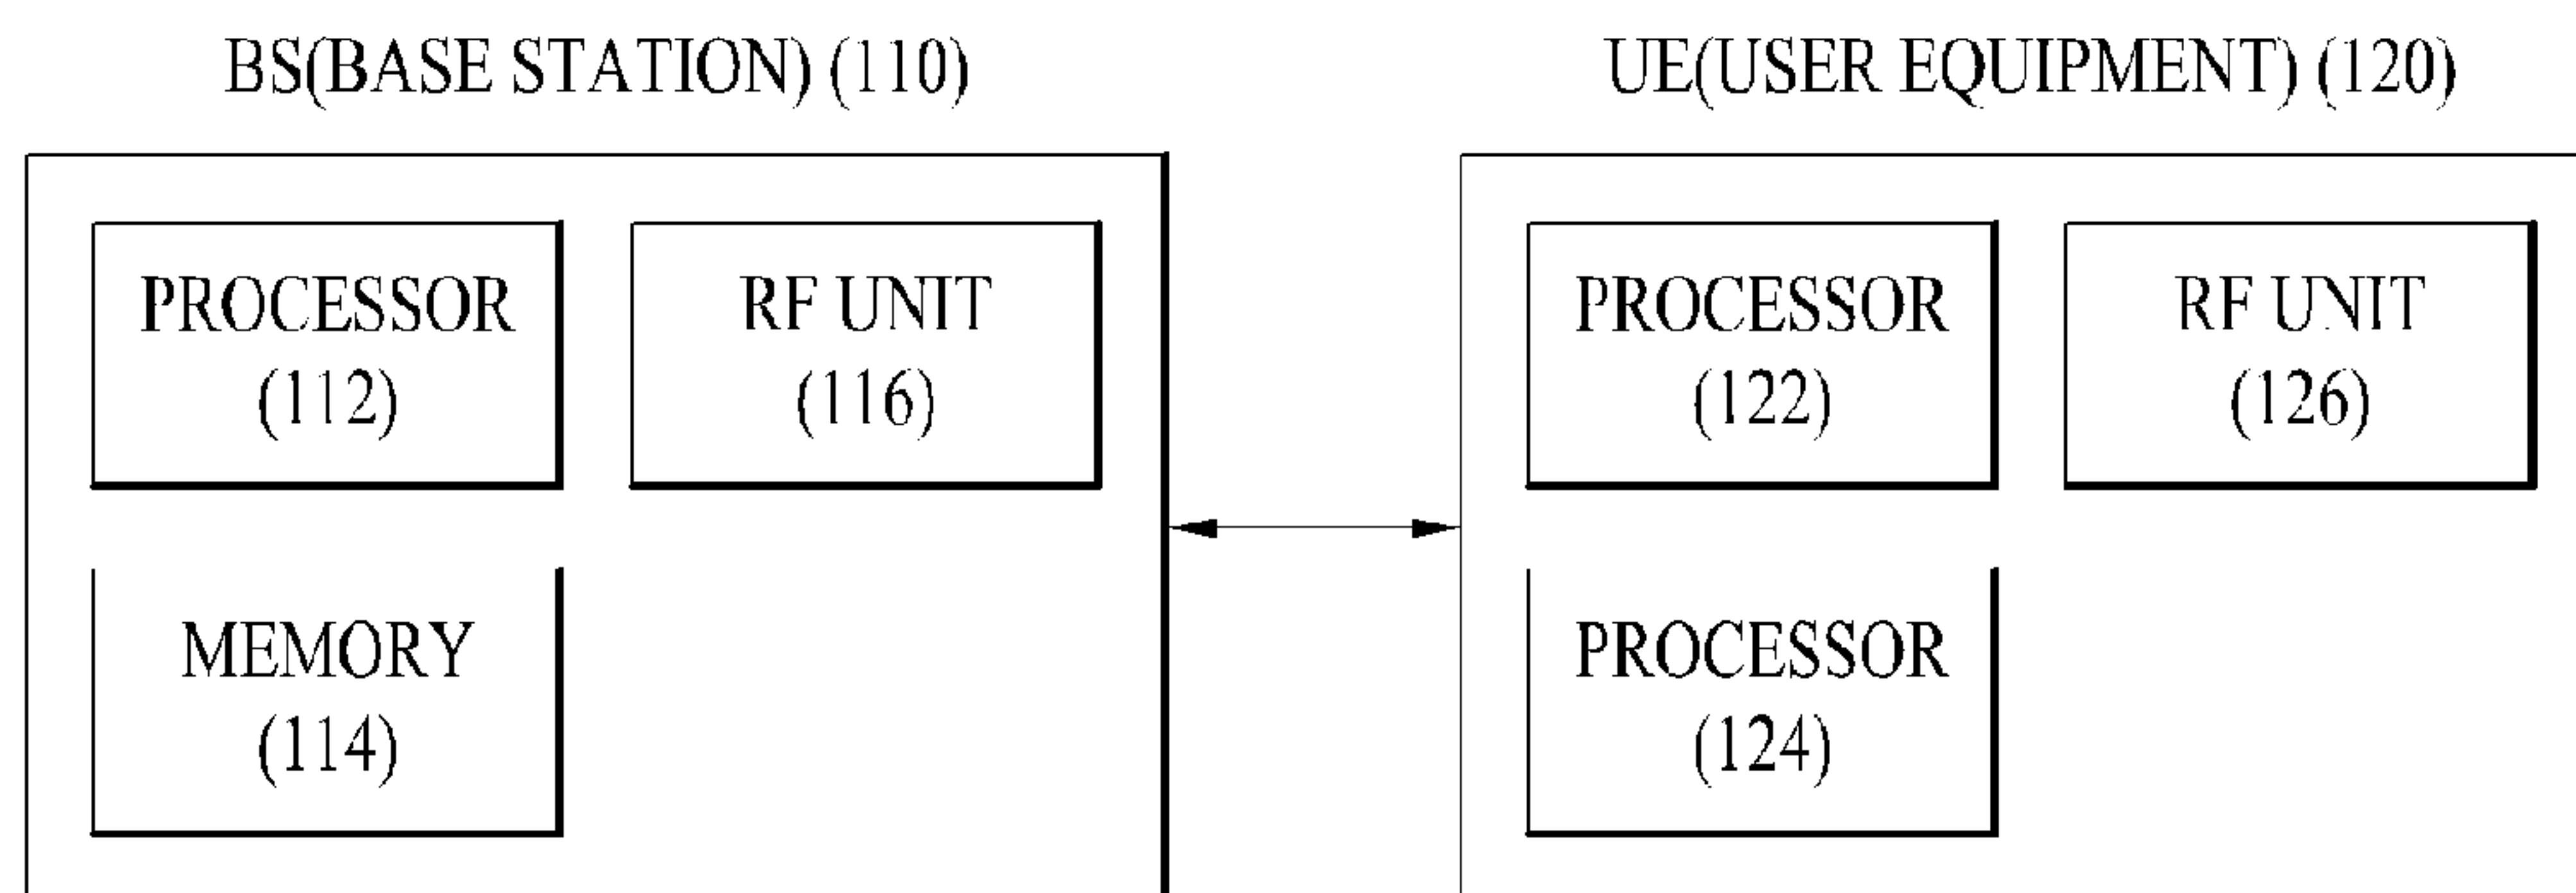 BS(BASE STATION) (110)
UE(USER EQUIPMENT) (120)
PROCESSOR
(112)
RF UNIT
(116)
PROCESSOR
(122)
RF UNIT
(126)
MEMORY
(114)
PROCESSOR
(124)